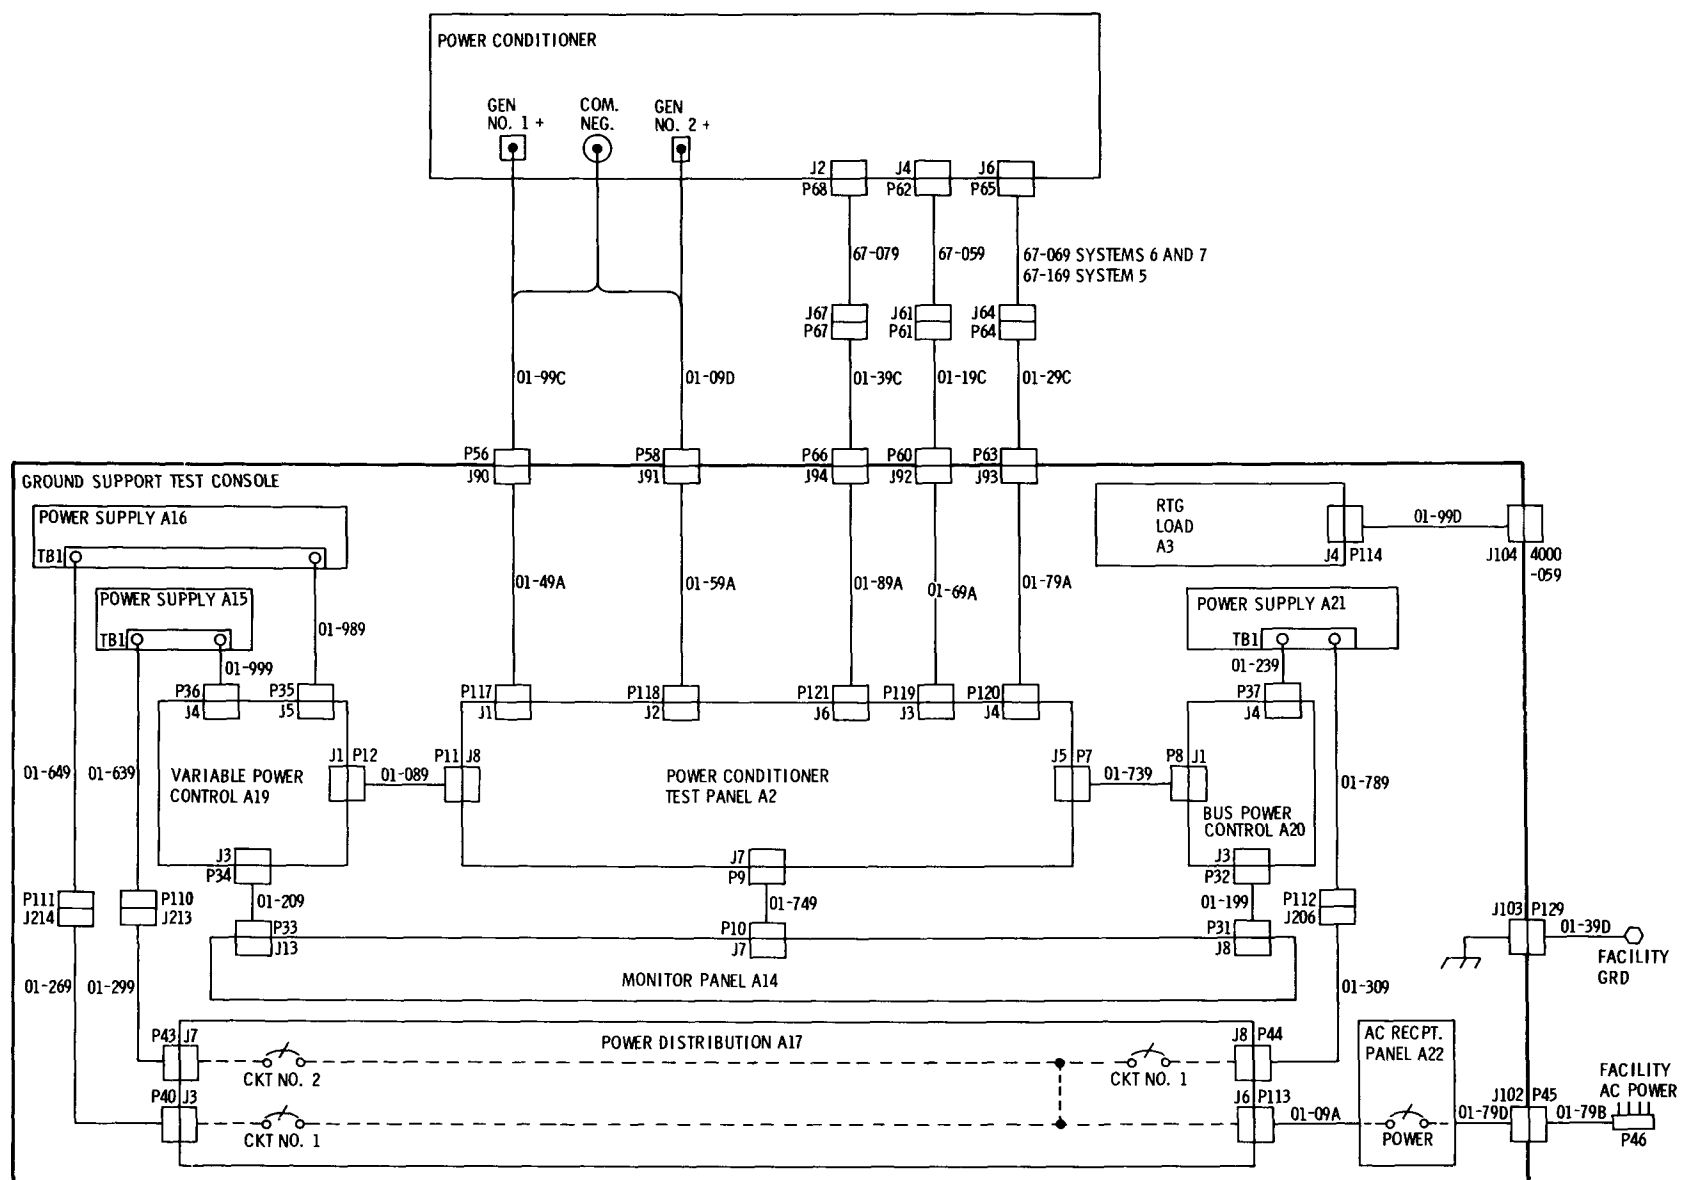 POWER CONDITIONER
GEN
NO. 1 +
COM.
NEG.
GEN
NO. 2 +
J2
P68
J4
P62
J6
P65
67-079
67-059
67-069 SYSTEMS 6 AND 7
67-169 SYSTEM 5
J67
P67
J61
P61
J64
P64
01-99C
01-09D
01-39C
01-19C
01-29C
P56
J90
P58
J91
P66
J94
P60
J92
P63
J93
GROUND SUPPORT TEST CONSOLE
POWER SUPPLY A16
TB1
POWER SUPPLY A15
TB1
01-989
01-999
01-49A
01-59A
01-89A
01-69A
01-79A
RTG
LOAD
A3
J4
P114
01-99D
J104
4000
-059
POWER SUPPLY A21
TB1
01-239
P36
J4
P35
J5
P117
J1
P118
J2
P121
J6
P119
J3
P120
J4
P37
J4
01-649
01-639
VARIABLE POWER
CONTROL A19
J1
P12
01-089
P11
J8
POWER CONDITIONER
TEST PANEL A2
J5
P7
01-739
P8
J1
BUS POWER
CONTROL A20
01-789
J3
P34
J7
P9
J3
P32
P111
J214
P110
J213
01-209
01-749
01-199
P112
J206
P33
J13
P10
J7
P31
J8
J103
P129
01-39D
FACILITY
GRD
MONITOR PANEL A14
01-269
01-299
01-309
P43
J7
POWER DISTRIBUTION A17
J8
P44
CKT NO. 2
CKT NO. 1
P40
J3
CKT NO. 1
J6
P113
01-09A
AC RECPT.
PANEL A22
POWER
01-79D
J102
P45
01-79B
FACILITY
AC POWER
P46